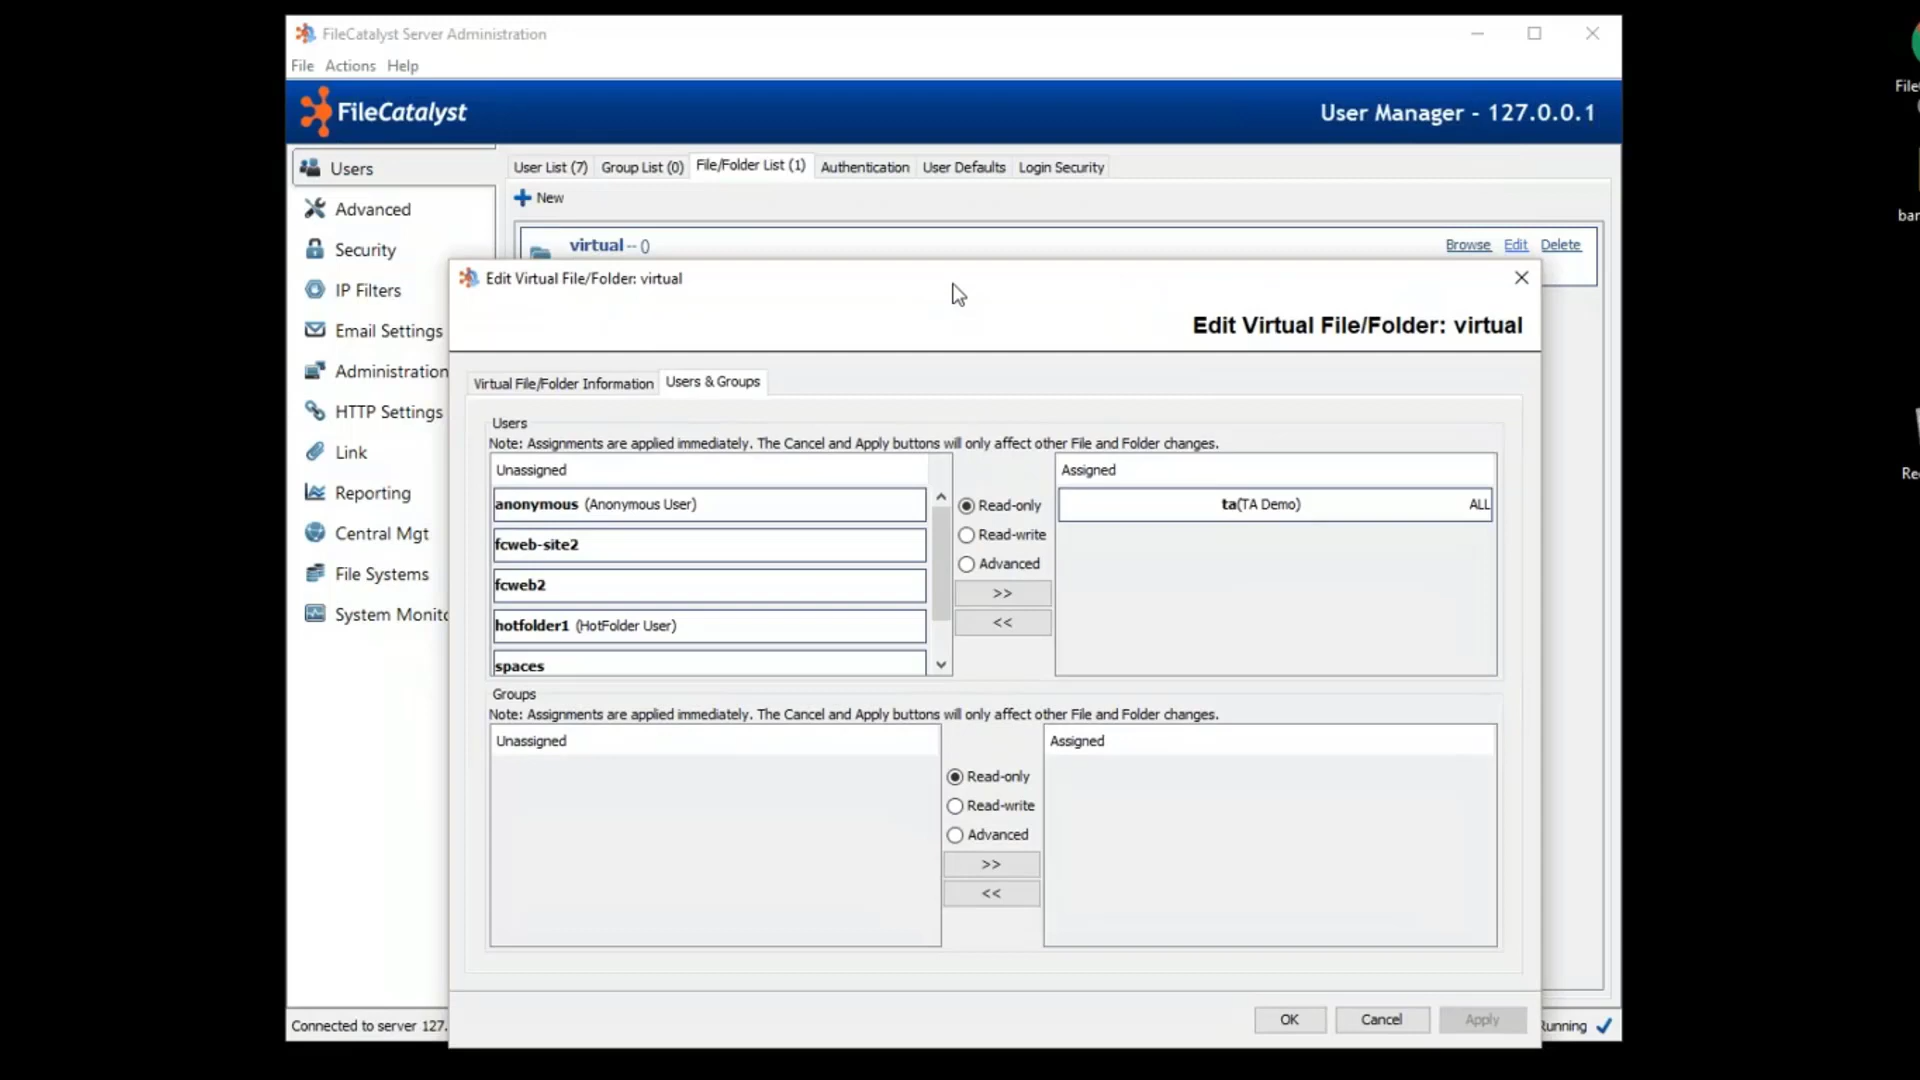 FileCatalyst Server Administration
File Actions Help
FileCatalyst
User Manager - 127.0.0.1
Users
Advanced
Security
IP Filters
Email Settings
Administration
HTTP Settings
Link
Reporting
Central Mgt
File Systems
System Monito
User List (7) Group List (0) File/Folder List (1) Authentication User Defaults Login Security
New
virtual -- () Browse Edit Delete
Edit Virtual File/Folder: virtual
Edit Virtual File/Folder: virtual
Virtual File/Folder Information Users & Groups
Users
Note: Assignments are applied immediately. The Cancel and Apply buttons will only affect other File and Folder changes.
Unassigned
anonymous (Anonymous User)
fcweb-site2
fcweb2
hotfolder1 (HotFolder User)
spaces
Read-only
Read-write
Advanced
>>
<<
Assigned
ta(TA Demo) ALL
Groups
Note: Assignments are applied immediately. The Cancel and Apply buttons will only affect other File and Folder changes.
Unassigned
Read-only
Read-write
Advanced
>>
<<
Assigned
OK Cancel Apply
Connected to server 127.
Running
File
bar
Re